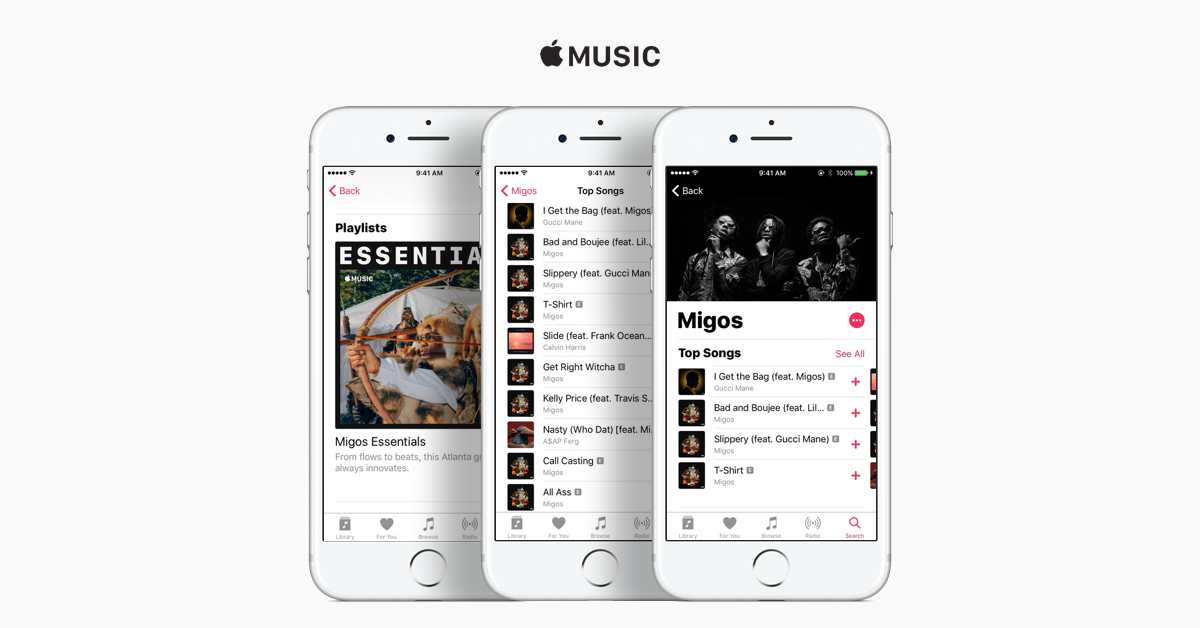 MUSIC
9:41 AM
Back
Playlists
ESSENTIA
MUSIC
Migos Essentials
From flows to beats, this Atlanta
always innovates.
Library
For You
Browse
Radio
9:41 AM
Migos
Top Songs
I Get the Bag (feat. Migos)
Gucci Mane
Bad and Boujee (feat. Lil...
Migos
Slippery (feat. Gucci Man
Migos
T-Shirt E
Migos
Slide (feat. Frank Ocean...
Calvin Harris
Get Right Witcha E
Migos
Kelly Price (feat. Travis S...
Migos
Nasty (Who Dat) [feat. Mi...
A$AP Ferg
Call Casting E
Migos
All Ass E
Migos
Library
For You
Browse
Radio
9:41 AM
100%
Back
Migos
Top Songs
See All
I Get the Bag (feat. Migos) E
Gucci Mane
Bad and Boujee (feat. Lil... E
Migos
Slippery (feat. Gucci Mane) E
Migos
T-Shirt E
Migos
Library
For You
Browse
Radio
Search